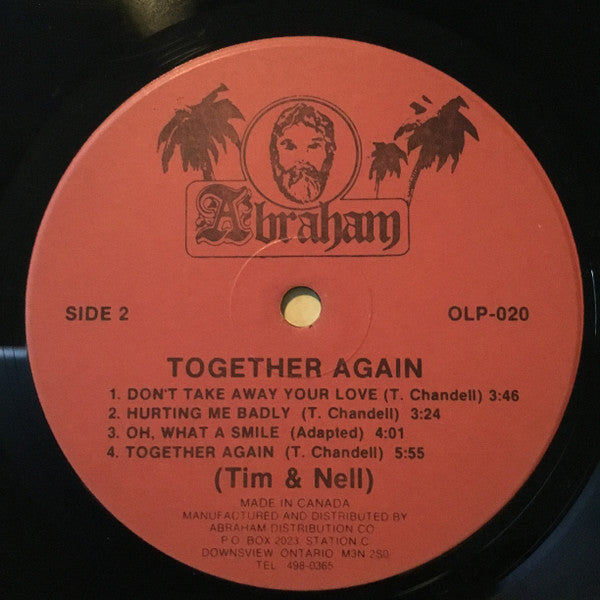 Abraham
SIDE 2
OLP-020
TOGETHER AGAIN
1. DON'T TAKE AWAY YOUR LOVE (T. Chandell) 3:46
2. HURTING ME BADLY (T. Chandell) 3:24
3. OH, WHAT A SMILE (Adapted) 4:01
4. TOGETHER AGAIN (T. Chandell) 5:55
(Tim & Nell)
MADE IN CANADA
MANUFACTURED AND DISTRIBUTED BY
ABRAHAM DISTRIBUTION CO.
P.O. BOX 2023, STATION C
DOWNSVIEW ONTARIO M3N 2S0
TEL 498-0365